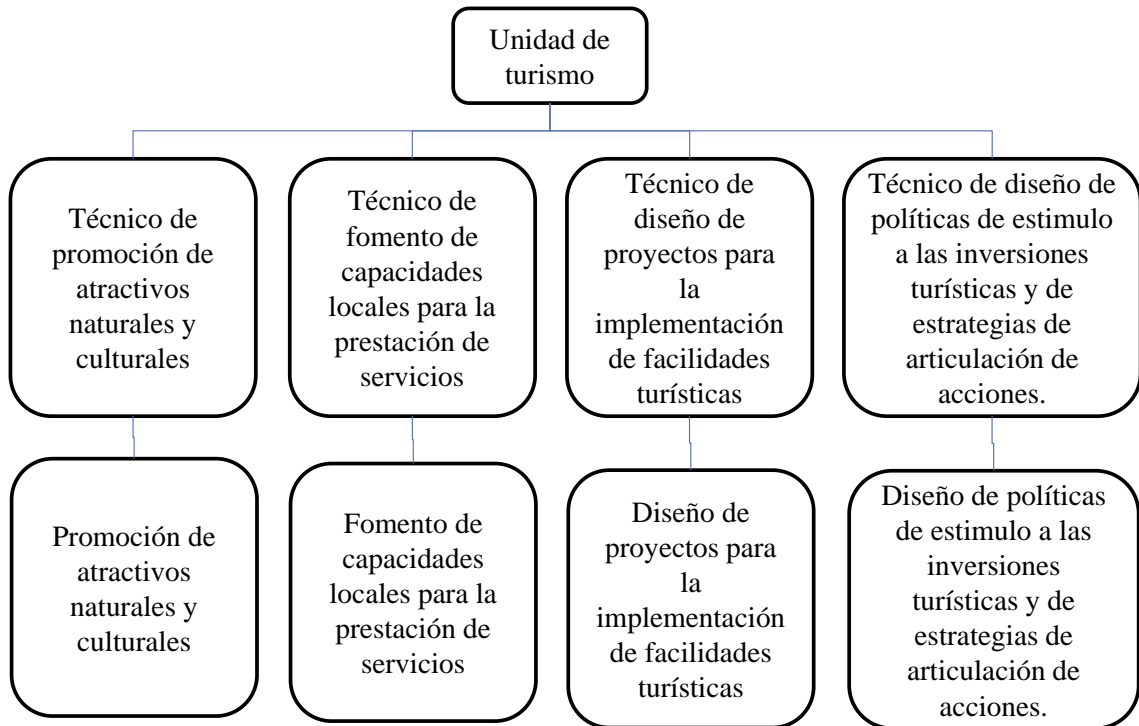 Unidad de
turismo
Técnico de
promoción de
atractivos
naturales y
culturales
Técnico de
fomento de
capacidades
locales para la
prestación de
servicios
Técnico de
diseño de
proyectos para
la
implementación
de facilidades
turísticas
Técnico de diseño de
políticas de estimulo
a las inversiones
turísticas y de
estrategias de
articulación de
acciones.
Promoción de
atractivos
naturales y
culturales
Fomento de
capacidades
locales para la
prestación de
servicios
Diseño de
proyectos para
la
implementación
de facilidades
turísticas
Diseño de políticas
de estimulo a las
inversiones
turísticas y de
estrategias de
articulación de
acciones.